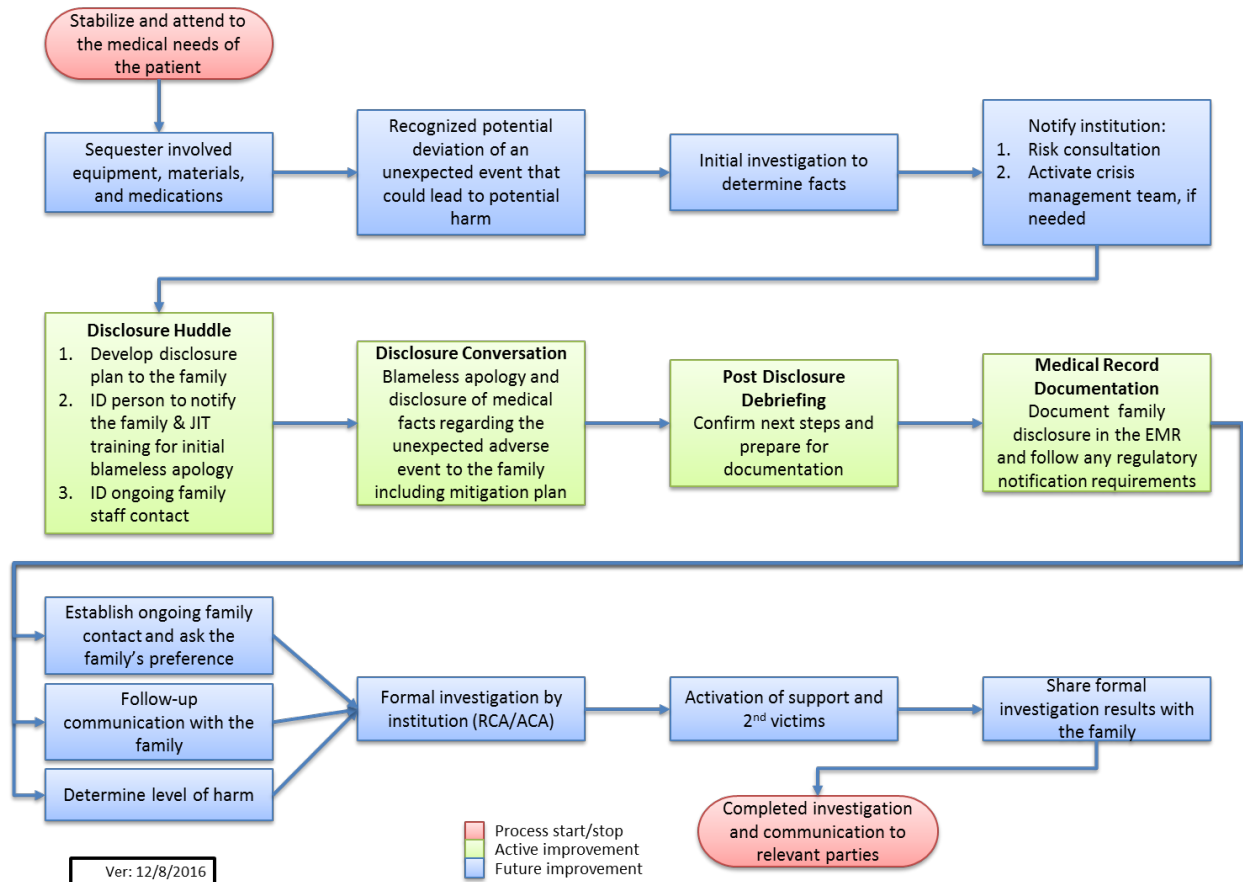 Stabilize and attend to
the medical needs of
the patient
Sequester involved
equipment, materials,
and medications
Recognized potential
deviation of an
unexpected event that
could lead to potential
harm
Initial investigation to
determine facts
Notify institution:
1. Risk consultation
2. Activate crisis
management team, if
needed
Disclosure Huddle
1. Develop disclosure
plan to the family
2. ID person to notify
the family & JIT
training for initial
blameless apology
3. ID ongoing family
staff contact
Disclosure Conversation
Blameless apology and
disclosure of medical
facts regarding the
unexpected adverse
event to the family
including mitigation plan
Post Disclosure
Debriefing
Confirm next steps and
prepare for
documentation
Medical Record
Documentation
Document family
disclosure in the EMR
and follow any regulatory
notification requirements
Establish ongoing family
contact and ask the
family's preference
Follow-up
communication with the
family
Determine level of harm
Formal investigation by
institution (RCA/ACA)
Activation of support and
2nd victims
Share formal
investigation results with
the family
Completed investigation
and communication to
relevant parties
Process start/stop
Active improvement
Future improvement
Ver: 12/8/2016